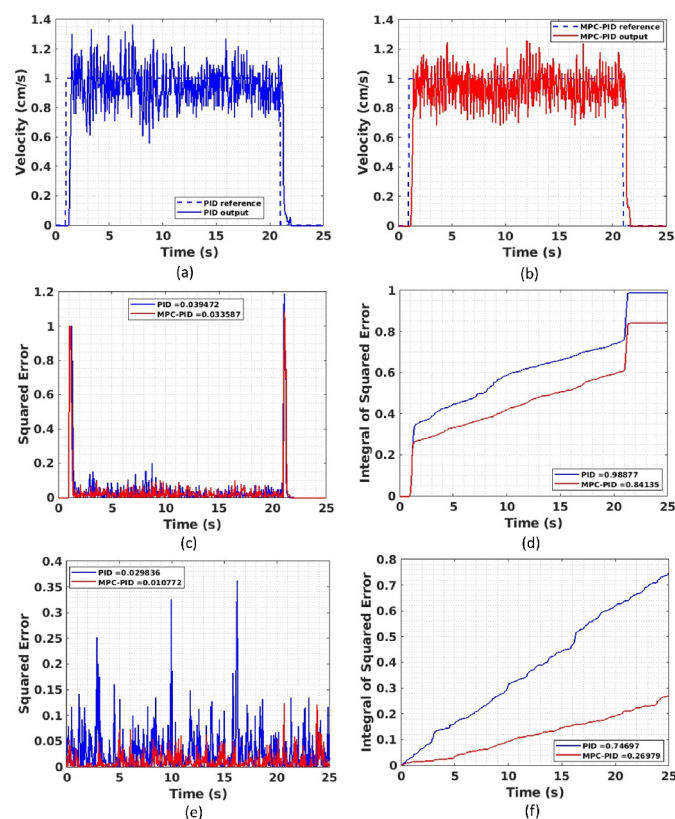 1.4
1.2
1
0.8
0.6
0.4
0.2
0
Velocity (cm/s)
PID reference
PID output
0 5 10 15 20 25
Time (s)
(a)
1.4
1.2
1
0.8
0.6
0.4
0.2
0
Velocity (cm/s)
MPC-PID reference
MPC-PID output
0 5 10 15 20 25
Time (s)
(b)
1.2
1
0.8
0.6
0.4
0.2
0
Squared Error
PID =0.039472
MPC-PID =0.033587
0 5 10 15 20 25
Time (s)
(c)
1
0.8
0.6
0.4
0.2
0
Integral of Squared Error
PID =0.98877
MPC-PID =0.84135
0 5 10 15 20 25
Time (s)
(d)
0.4
0.35
0.3
0.25
0.2
0.15
0.1
0.05
0
Squared Error
PID =0.029836
MPC-PID =0.010772
0 5 10 15 20 25
Time (s)
(e)
0.8
0.7
0.6
0.5
0.4
0.3
0.2
0.1
0
Integral of Squared Error
PID =0.74697
MPC-PID =0.26979
0 5 10 15 20 25
Time (s)
(f)